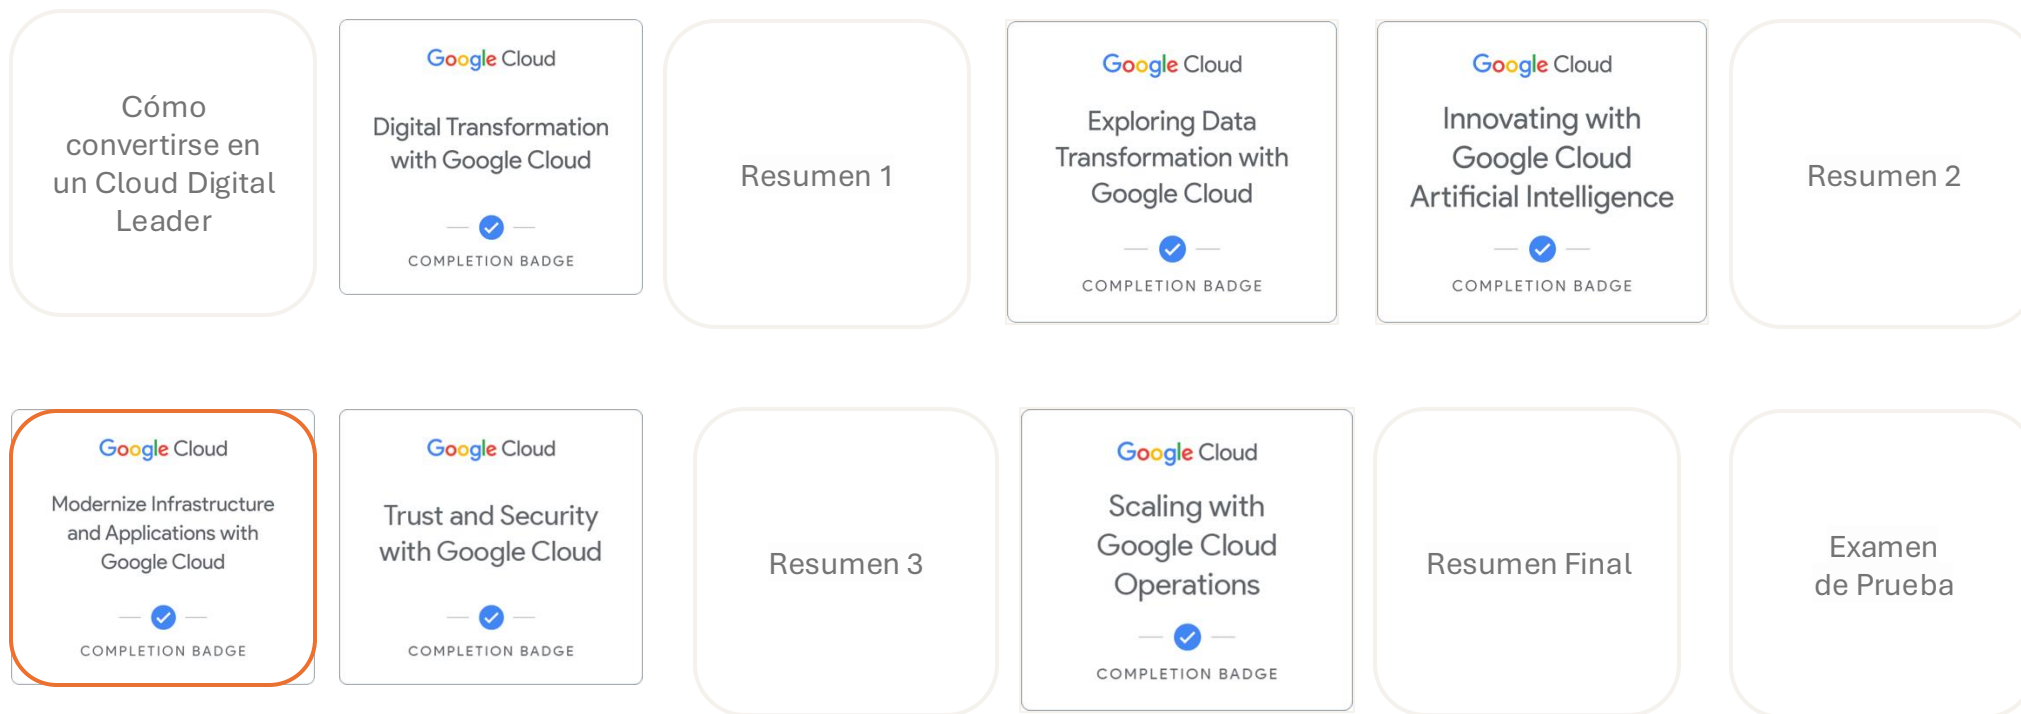 Cómo
convertirse en
un Cloud Digital
Leader
Google Cloud
Digital Transformation
with Google Cloud
COMPLETION BADGE
Resumen 1
Google Cloud
Exploring Data
Transformation with
Google Cloud
COMPLETION BADGE
Google Cloud
Innovating with
Google Cloud
Artificial Intelligence
COMPLETION BADGE
Resumen 2
Google Cloud
Modernize Infrastructure
and Applications with
Google Cloud
COMPLETION BADGE
Google Cloud
Trust and Security
with Google Cloud
COMPLETION BADGE
Resumen 3
Google Cloud
Scaling with
Google Cloud
Operations
COMPLETION BADGE
Resumen Final
Examen
de Prueba